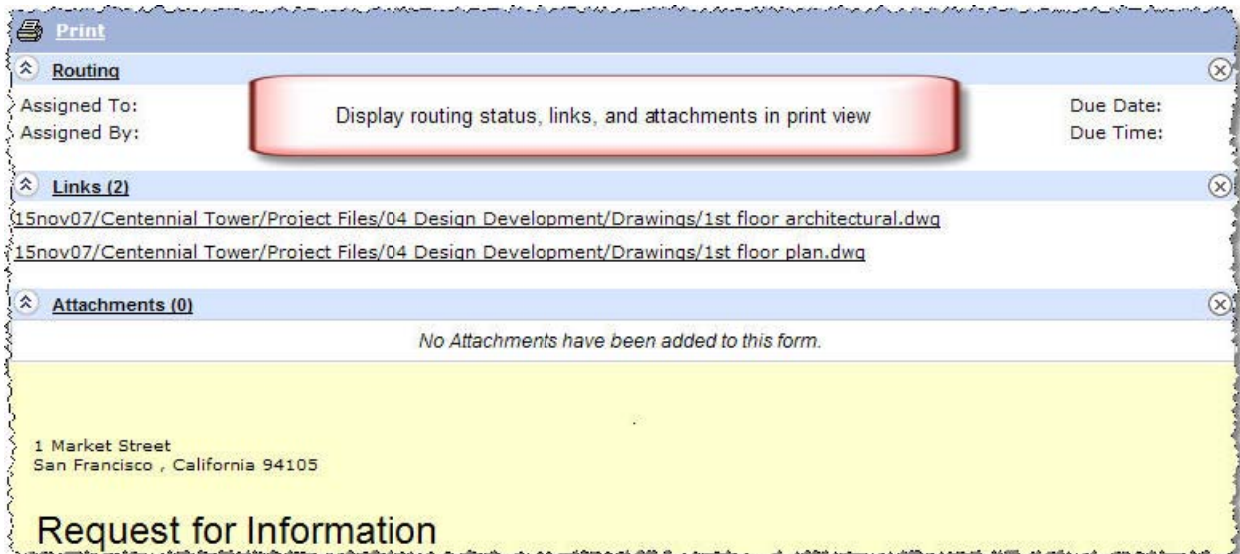 Print
Routing
Assigned To:
Assigned By:
Display routing status, links, and attachments in print view
Due Date:
Due Time:
Links (2)
15nov07/Centennial Tower/Project Files/04 Design Development/Drawings/1st floor architectural.dwg
15nov07/Centennial Tower/Project Files/04 Design Development/Drawings/1st floor plan.dwg
Attachments (0)
No Attachments have been added to this form.
.
1 Market Street
San Francisco , California 94105
Request for Information